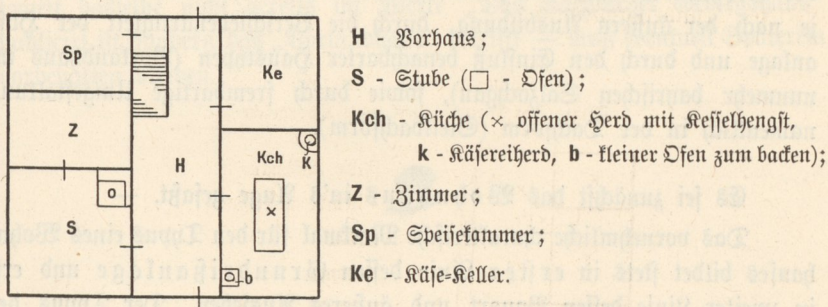 Sp
Ke
Z
H
Kch
K
o
×
S
b
H - Vorhaus;
S - Stube (□ - Ofen);
Kch - Küche (× offener Herd mit Kesselhengst,
k - Käsereiherd, b - kleiner Ofen zum backen);
Z - Zimmer;
Sp - Speisekammer;
Ke - Käse-Keller.